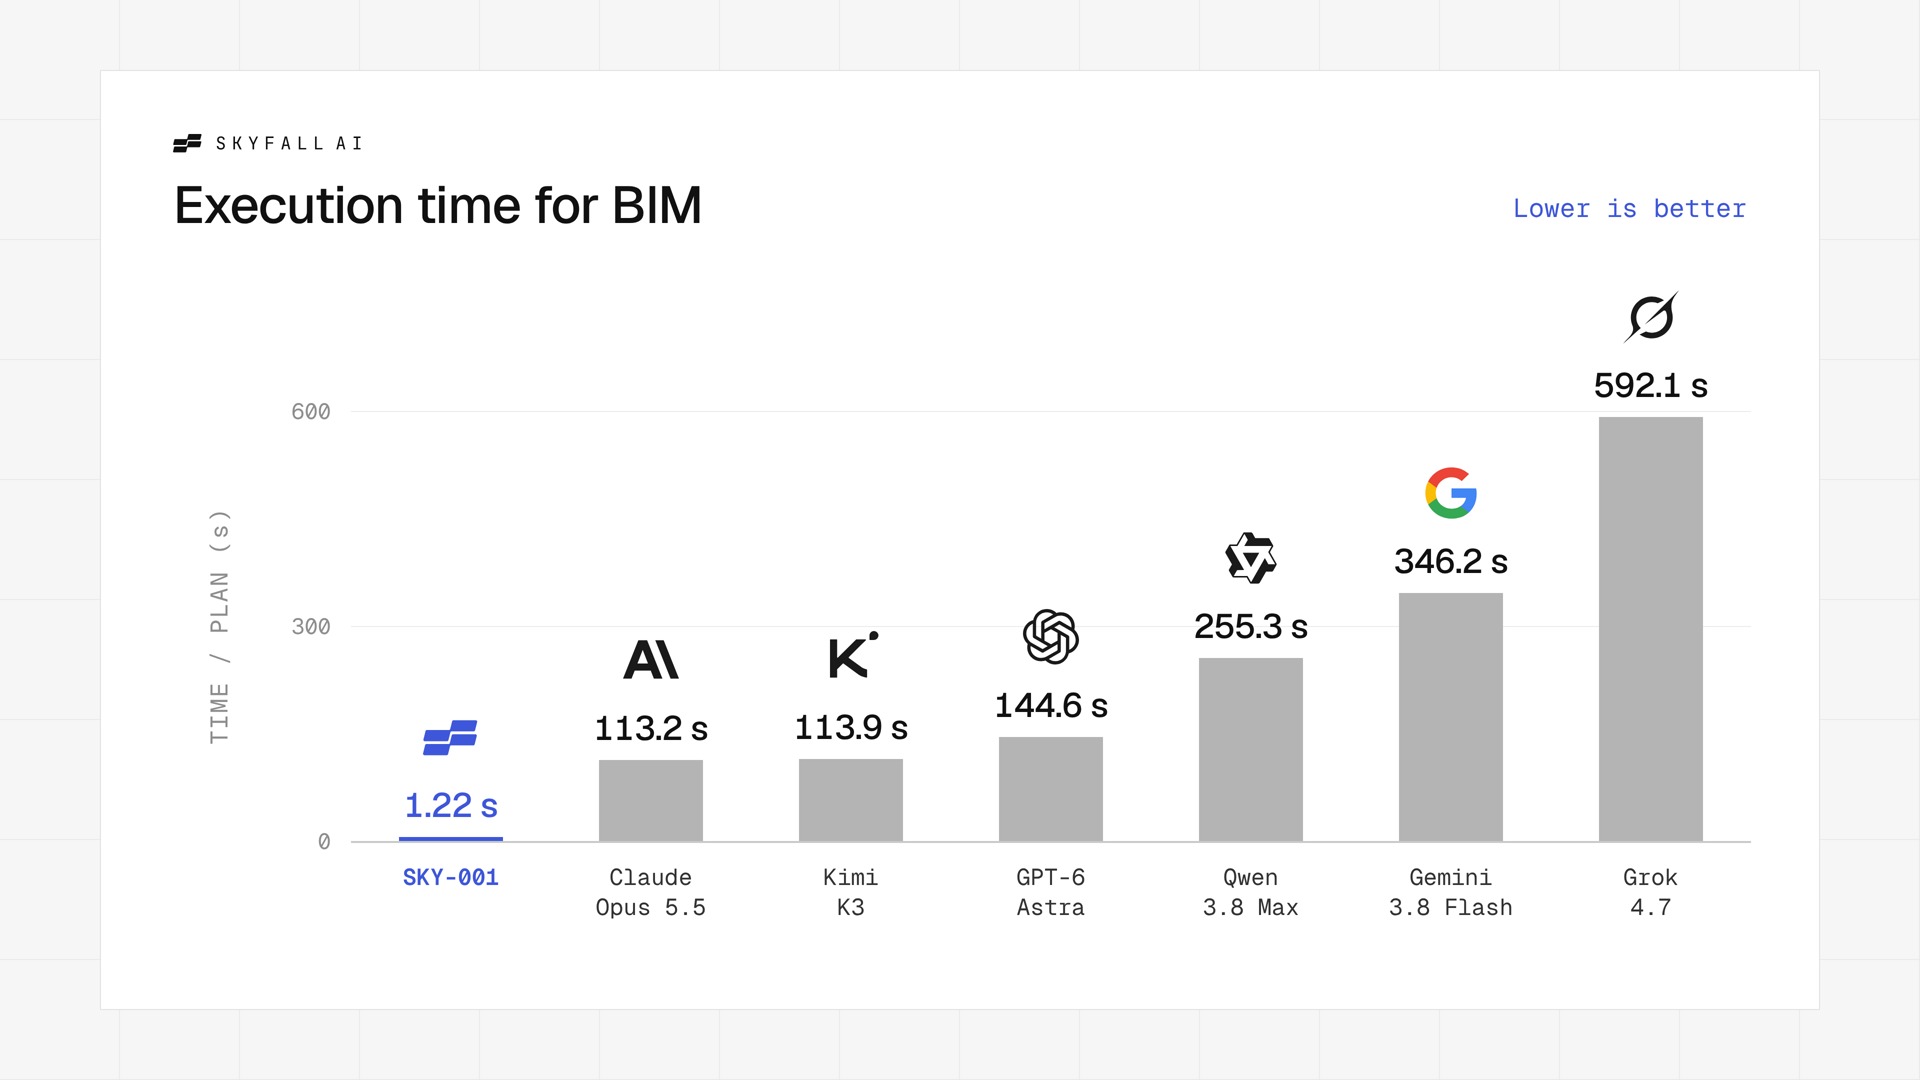 SKYFALL AI
Execution time for BIM
Lower is better
TIME / PLAN (s)
600
300
0
1.22 s
113.2 s
113.9 s
144.6 s
255.3 s
346.2 s
592.1 s
SKY-001
Claude
Opus 5.5
Kimi
K3
GPT-6
Astra
Qwen
3.8 Max
Gemini
3.8 Flash
Grok
4.7